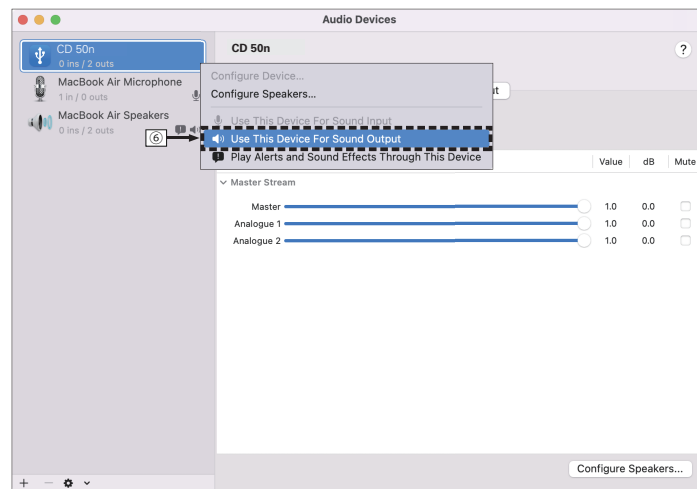 Audio Devices
CD 50n
0 ins / 2 outs
MacBook Air Microphone
1 in / 0 outs
MacBook Air Speakers
0 ins / 2 outs
⑥
CD 50n
?
Configure Device...
Configure Speakers...
Use This Device For Sound Input
Use This Device For Sound Output
Play Alerts and Sound Effects Through This Device
ut
Value dB Mute
Master Stream
Master 1.0 0.0
Analogue 1 1.0 0.0
Analogue 2 1.0 0.0
Configure Speakers...